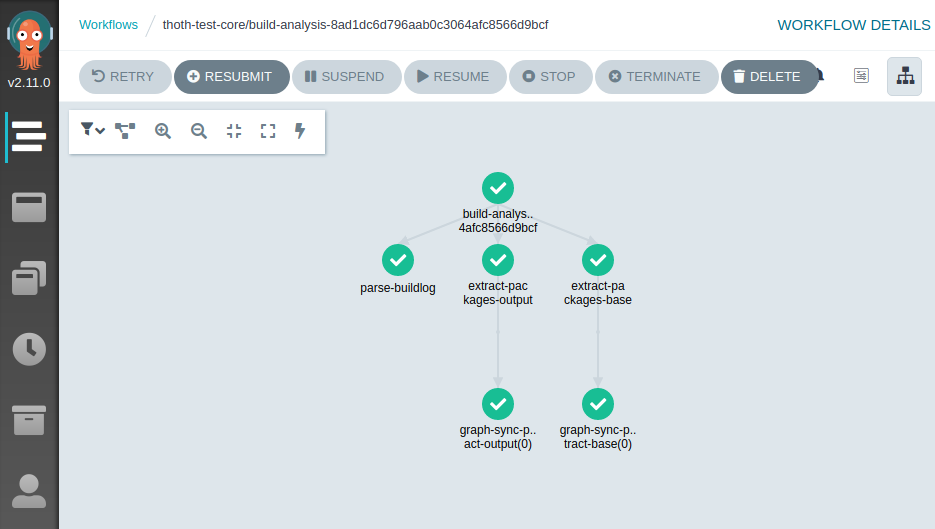 Workflows / thoth-test-core/build-analysis-8ad1dc6d796aab0c3064afc8566d9bcf
WORKFLOW DETAILS
v2.11.0
RETRY
RESUBMIT
SUSPEND
RESUME
STOP
TERMINATE
DELETE
build-analys..
4afc8566d9bcf
parse-buildlog
extract-pac
kages-output
extract-pa
ckages-base
graph-sync-p..
act-output(0)
graph-sync-p..
tract-base(0)